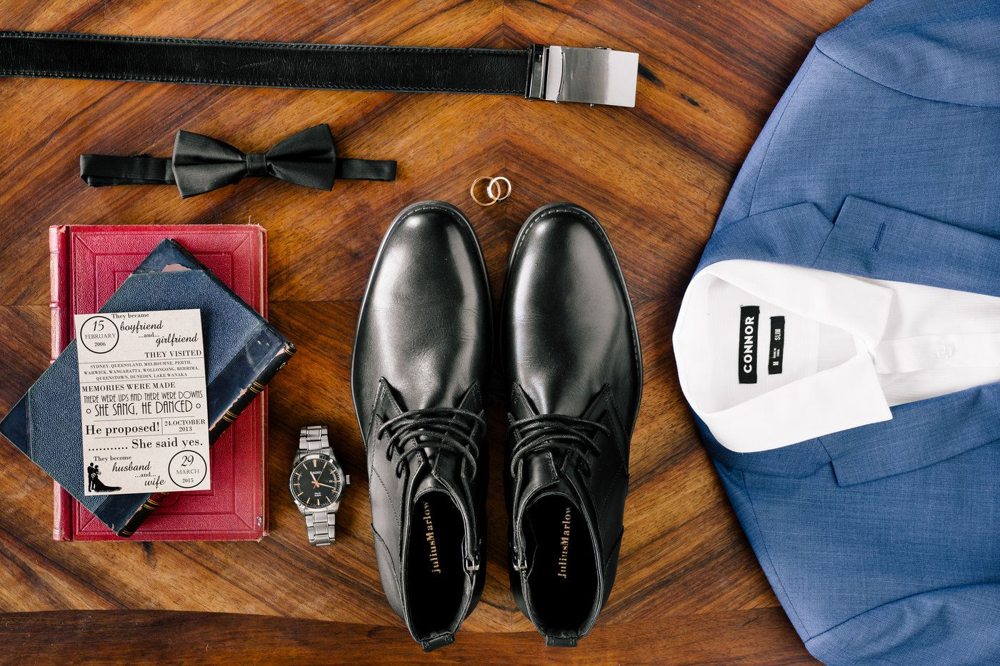 They became
15
FEBRUARY
2006
boyfriend
...and...
girlfriend
THEY VISITED
SYDNEY, QUEENSLAND, MELBOURNE, PERTH,
WARWICK, WANGARATTA, WOLLONGONG, BERRIMA,
QUEENSTOWN, DUNEDIN, LAKE WANAKA
MEMORIES WERE MADE
THERE WERE UPS AND THERE WERE DOWNS
SHE SANG, HE DANCED
He proposed!
24.OCTOBER
2013
........... She said yes.
They become
husband
...and...
wife
29
MARCH
2015
SEIKO
JuliusMarlow
JuliusMarlow
CONNOR
M
SLIM